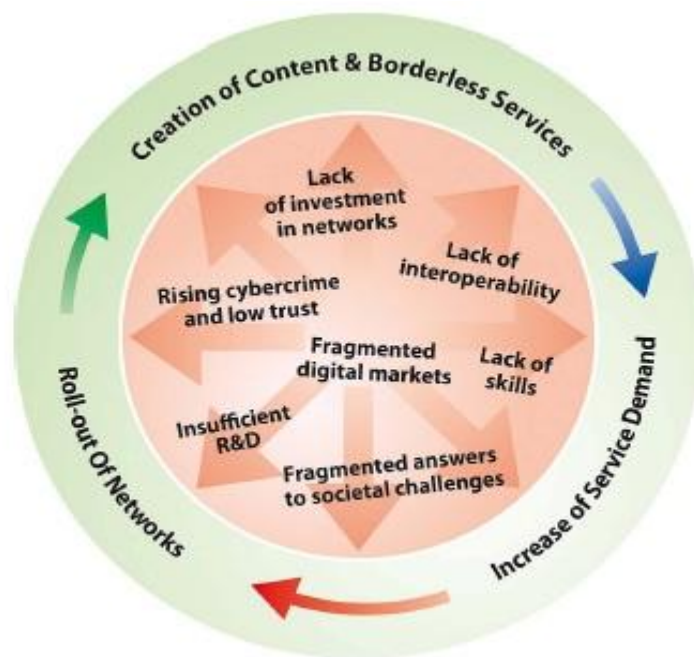 Creation of Content & Borderless Services
Lack
of investment
in networks
Lack of
interoperability
Rising cybercrime
and low trust
Fragmented
digital markets
Lack of
skills
Insufficient
R&D
Fragmented answers
to societal challenges
Increase of Service Demand
Roll-out Of Networks